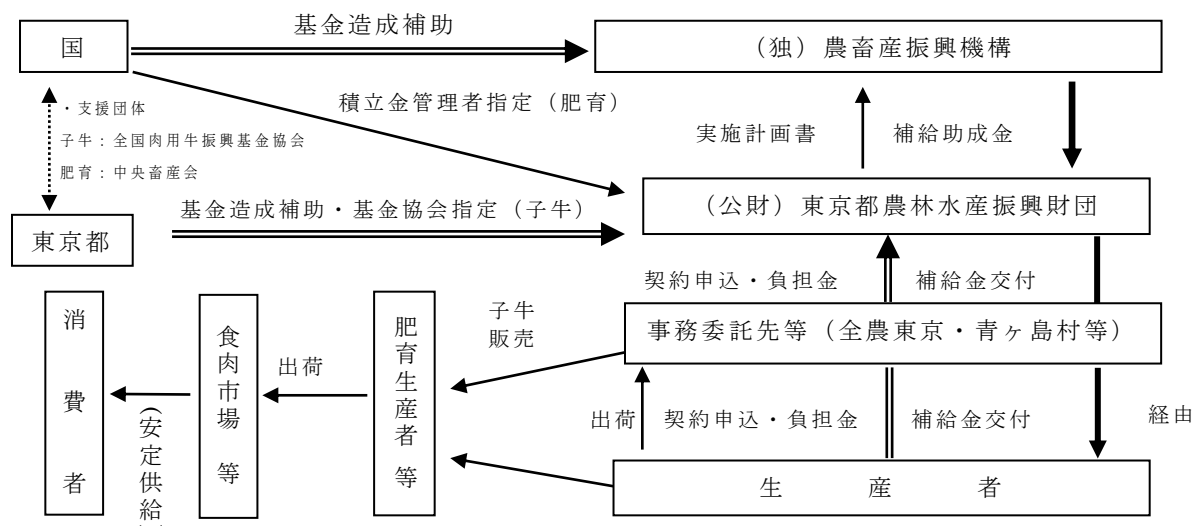 基金造成補助
国
（独）農畜産振興機構
積立金管理者指定（肥育）
・支援団体
子牛：全国肉用牛振興基金協会
肥育：中央畜産会
実施計画書
補給助成金
（公財）東京都農林水産振興財団
基金造成補助・基金協会指定（子牛）
東京都
契約申込・負担金
補給金交付
事務委託先等（全農東京・青ヶ島村等）
子牛
販売
消費者
食肉市場等
肥育生産者等
出荷
（安定供給
出荷
契約申込・負担金
補給金交付
経由
生産者